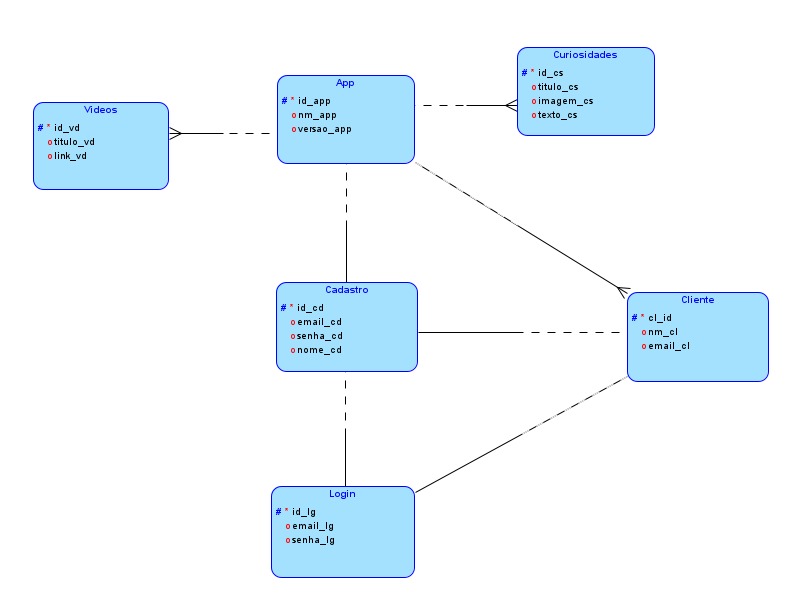 Curiosidades
# * id_cs
o titulo_cs
o imagem_cs
o texto_cs
App
# * id_app
o nm_app
o versao_app
Videos
# * id_vd
o titulo_vd
o link_vd
Cadastro
# * id_cd
o email_cd
o senha_cd
o nome_cd
Cliente
# * cl_id
o nm_cl
o email_cl
Login
# * id_lg
o email_lg
o senha_lg